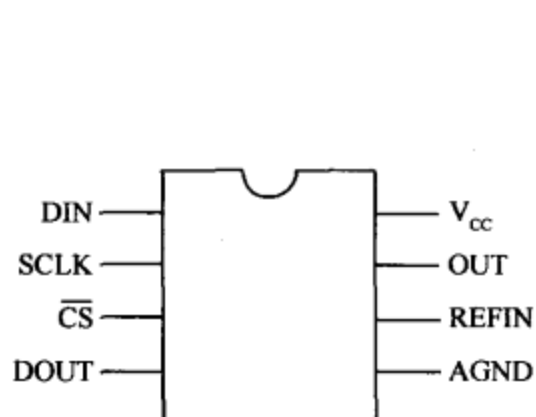 DIN V_CC
SCLK OUT
C̅S̅ REFIN
DOUT AGND